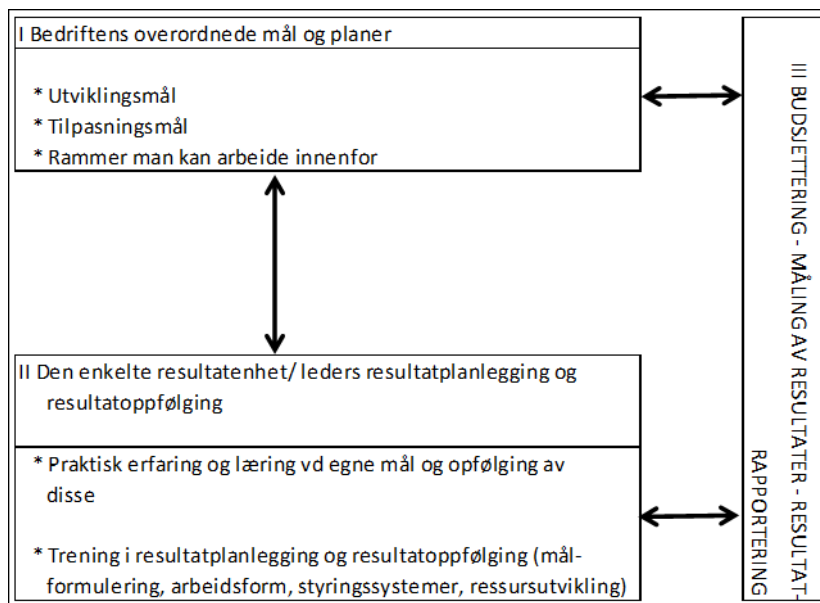 I Bedriftens overordnede mål og planer
* Utviklingsmål
* Tilpasningsmål
* Rammer man kan arbeide innenfor
II Den enkelte resultatenhet/ leders resultatplanlegging og
resultatoppfølging
* Praktisk erfaring og læring vd egne mål og opfølging av
disse
* Trening i resultatplanlegging og resultatoppfølging (mål-
formulering, arbeidsform, styringssystemer, ressursutvikling)
III BUDSJETTERING - MÅLING AV RESULTATER - RESULTAT-
RAPPORTERING